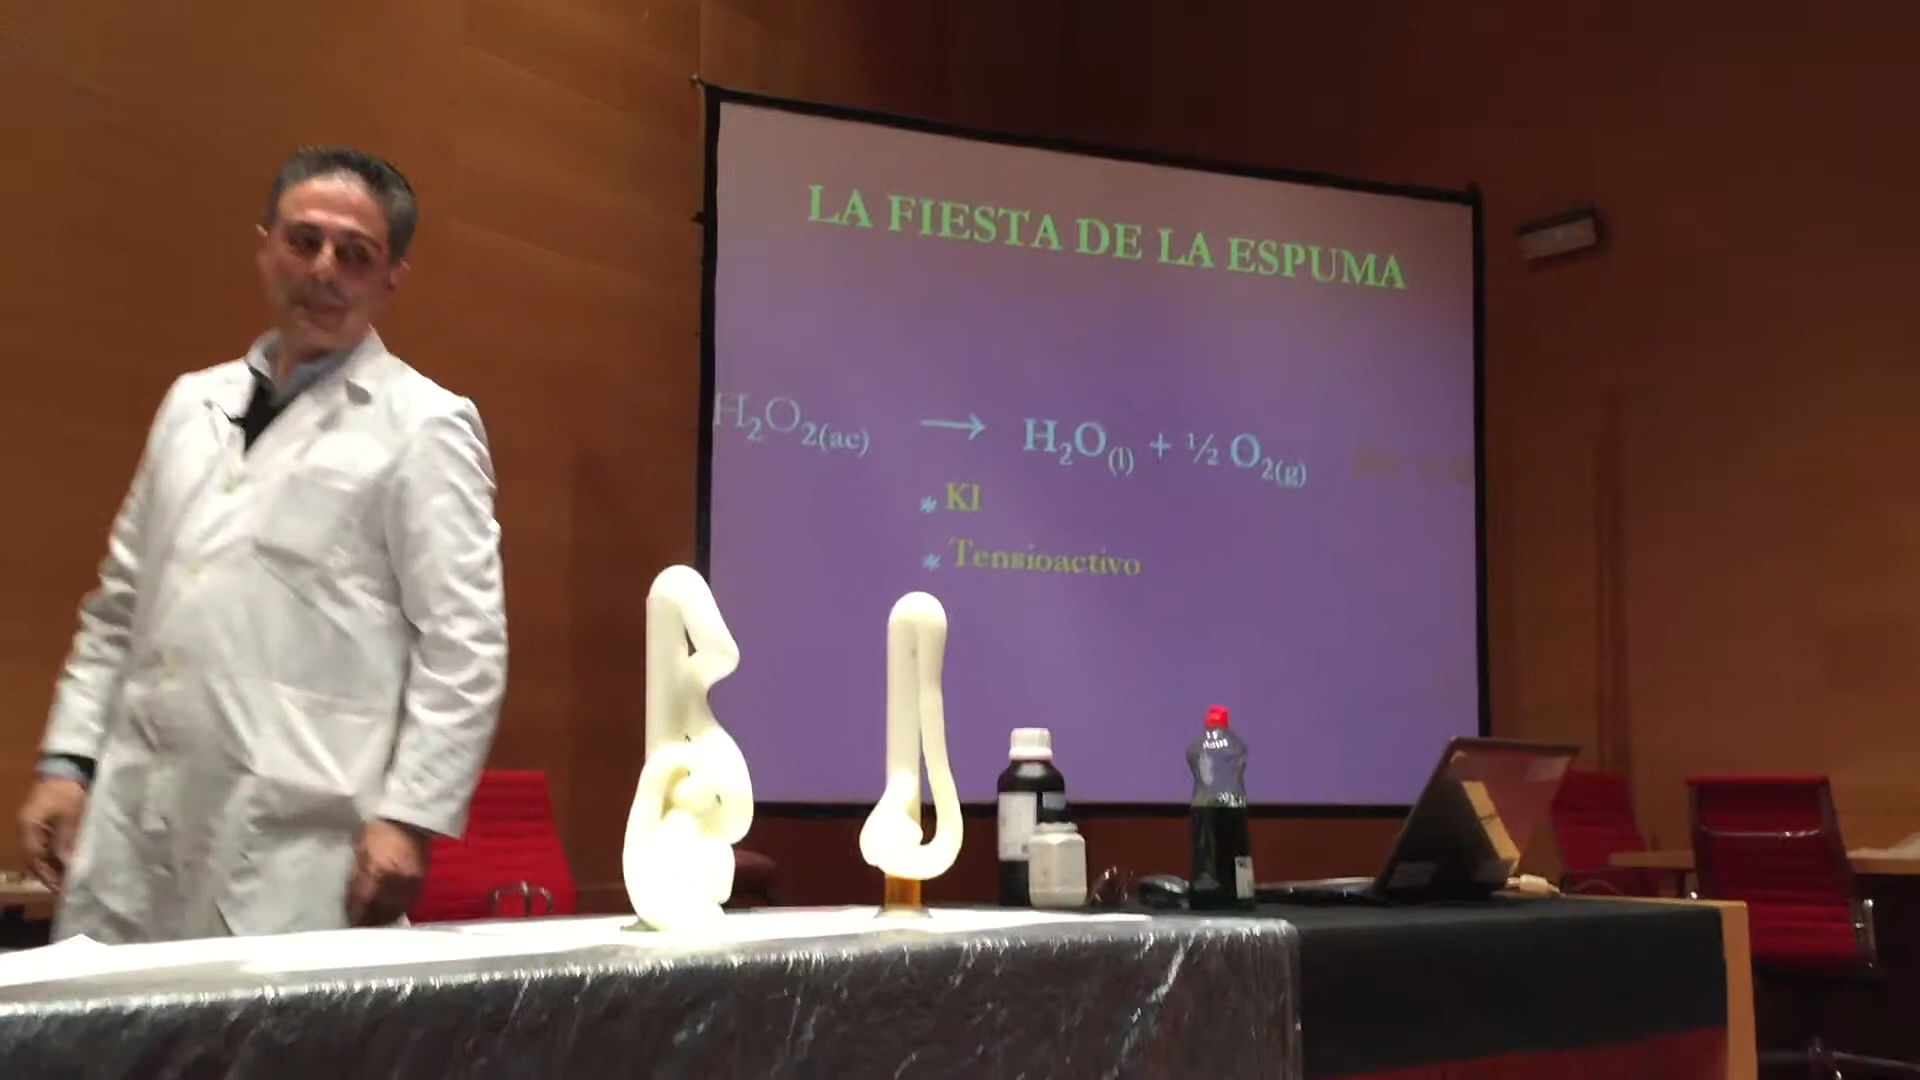 LA FIESTA DE LA ESPUMA
H₂O₂(ac) → H₂O(l) + ½ O₂(g)
* KI
* Tensioactivo